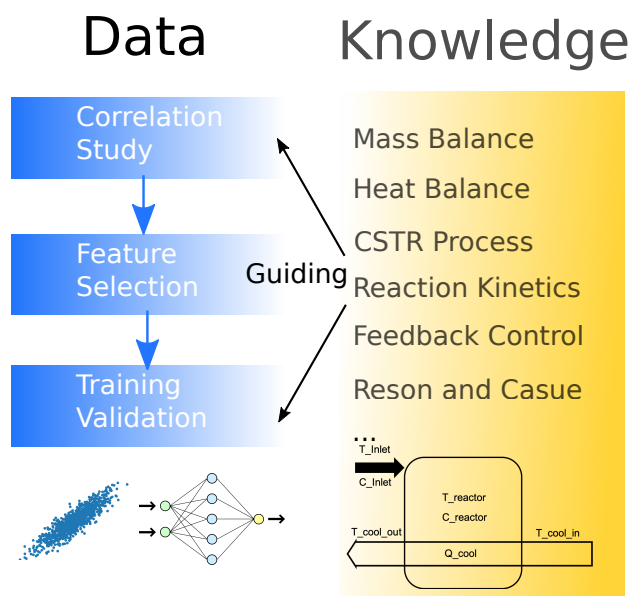 Data
Knowledge
Correlation
Study
Feature
Selection
Training
Validation
Guiding
Mass Balance
Heat Balance
CSTR Process
Reaction Kinetics
Feedback Control
Reson and Casue
...
T_Inlet
C_Inlet
T_reactor
C_reactor
T_cool_out
T_cool_in
Q_cool